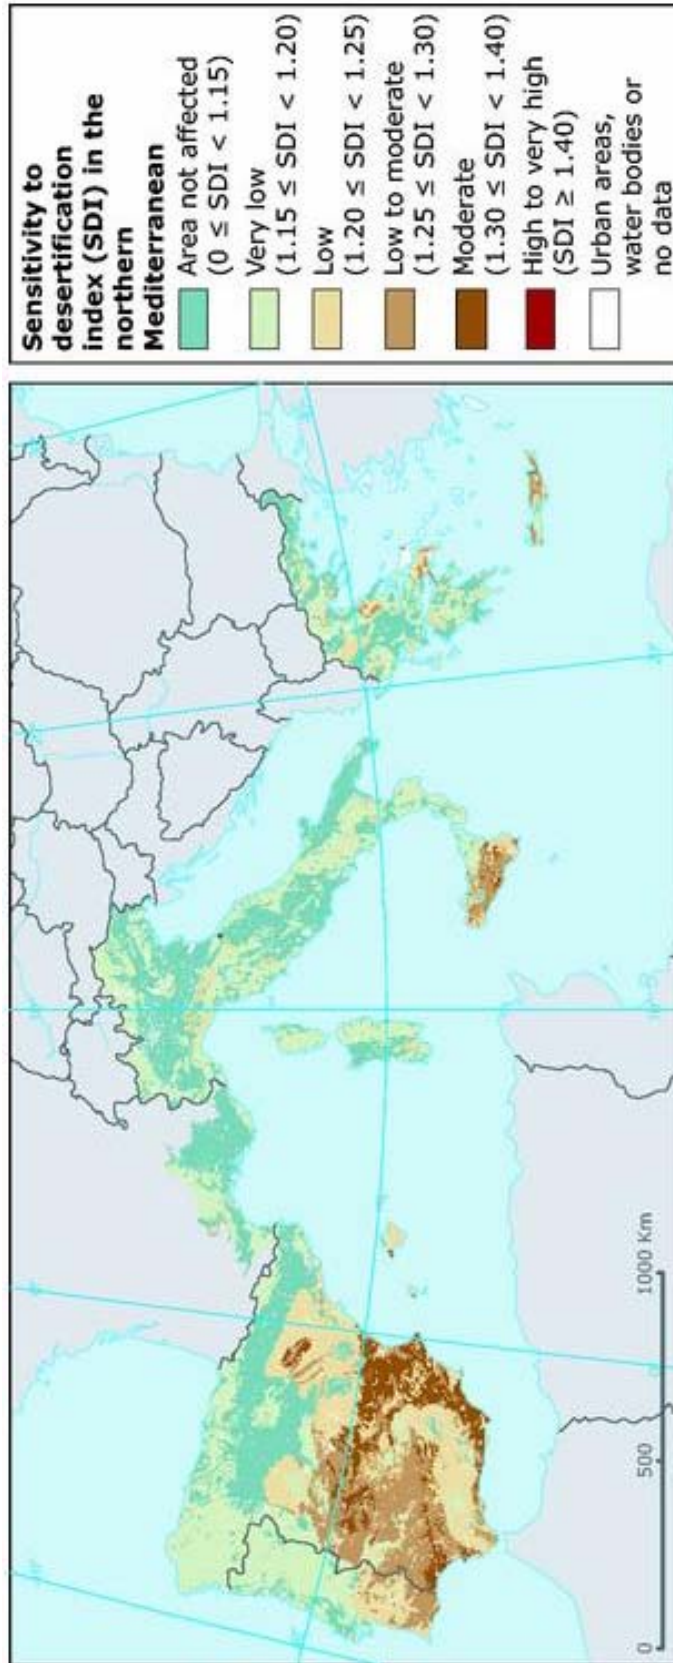 Sensitivity to
desertification
index (SDI) in the
northern
Mediterranean
Area not affected
(0 ≤ SDI < 1.15)
Very low
(1.15 ≤ SDI < 1.20)
Low
(1.20 ≤ SDI < 1.25)
Low to moderate
(1.25 ≤ SDI < 1.30)
Moderate
(1.30 ≤ SDI < 1.40)
High to very high
(SDI ≥ 1.40)
Urban areas,
water bodies or
no data
0 500 1000 Km